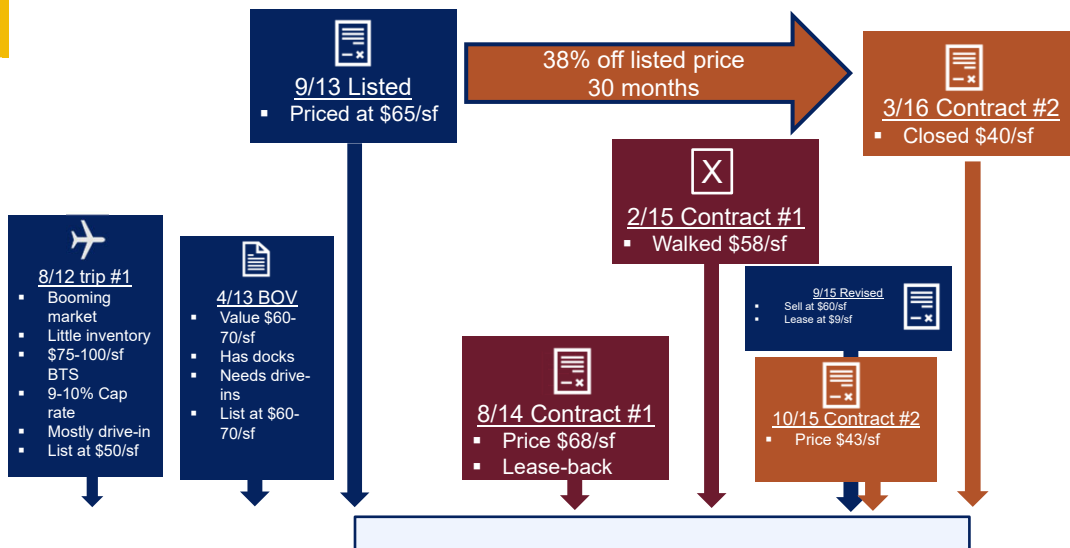 9/13 Listed
▪ Priced at $65/sf
38% off listed price
30 months
3/16 Contract #2
▪ Closed $40/sf
X
2/15 Contract #1
▪ Walked $58/sf
8/12 trip #1
▪ Booming
market
▪ Little inventory
▪ $75-100/sf
BTS
▪ 9-10% Cap
rate
▪ Mostly drive-in
▪ List at $50/sf
4/13 BOV
▪ Value $60-
70/sf
▪ Has docks
▪ Needs drive-
ins
▪ List at $60-
70/sf
9/15 Revised
▪ Sell at $60/sf
▪ Lease at $9/sf
8/14 Contract #1
▪ Price $68/sf
▪ Lease-back
10/15 Contract #2
▪ Price $43/sf